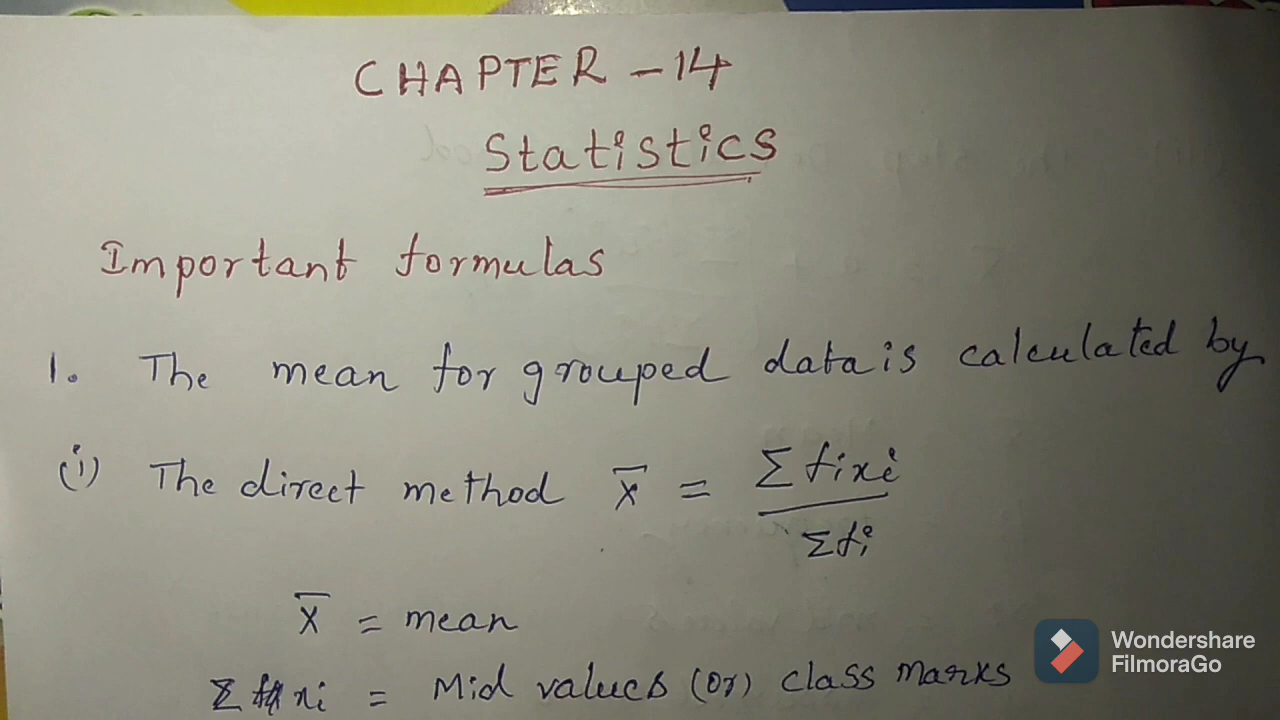 CHAPTER - 14
Statistics
Important formulas
1. The mean for grouped data is calculated by
(i) The direct method x̄ = Σfixi / Σfi
x̄ = mean
Σ xi = Mid values (or) class marks
Wondershare
FilmoraGo